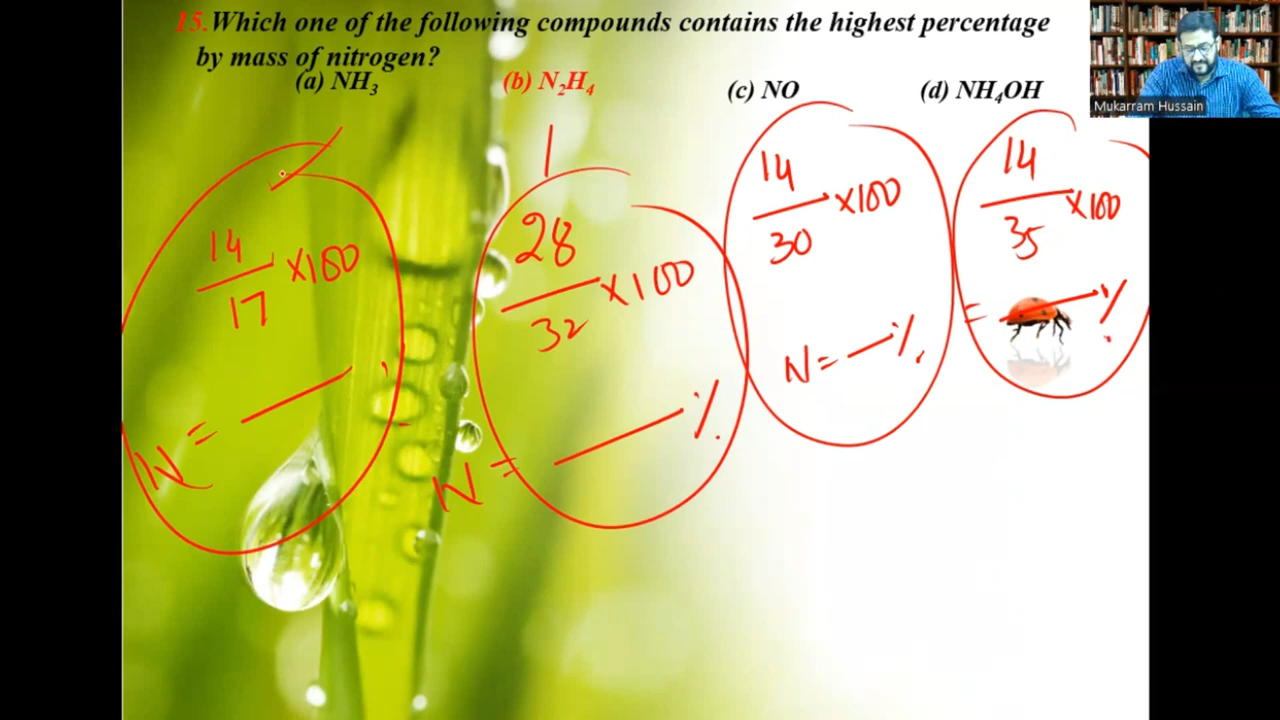 15.Which one of the following compounds contains the highest percentage
by mass of nitrogen?
(a) NH3 (b) N2H4 (c) NO (d) NH4OH
Mukarram Hussain
14
17
×100
N =
28
32
×100
N = %
14
30
×100
N = %
14
35
×100
= %